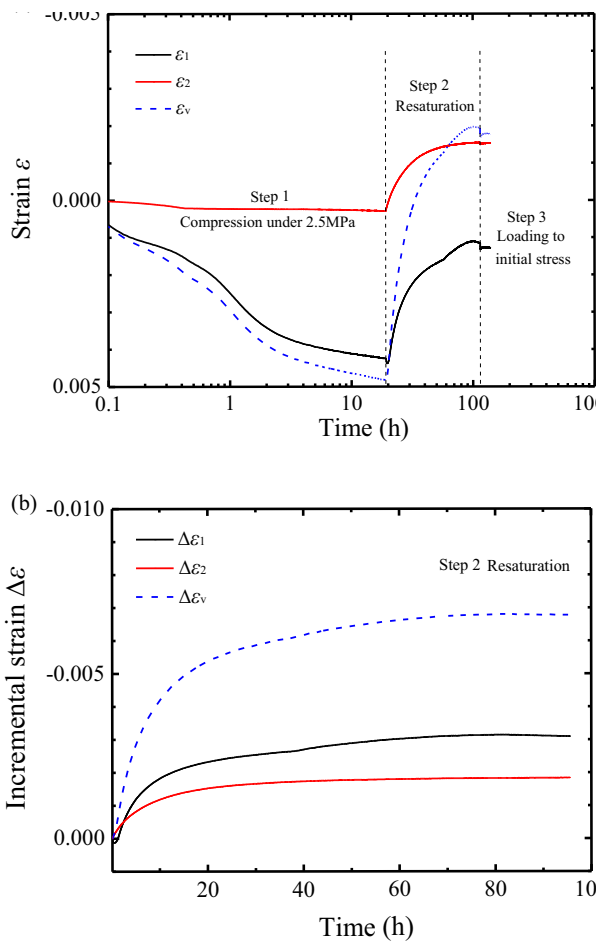 -0.005
ε1
ε2
εv
Step 2
Resaturation
Strain ε
0.000
Step 1
Compression under 2.5MPa
Step 3
Loading to
initial stress
0.005
0.1 1 10 100 100
Time (h)
(b)
-0.010
Δε1
Δε2
Δεv
Step 2 Resaturation
Incremental strain Δε
-0.005
0.000
20 40 60 80 10
Time (h)